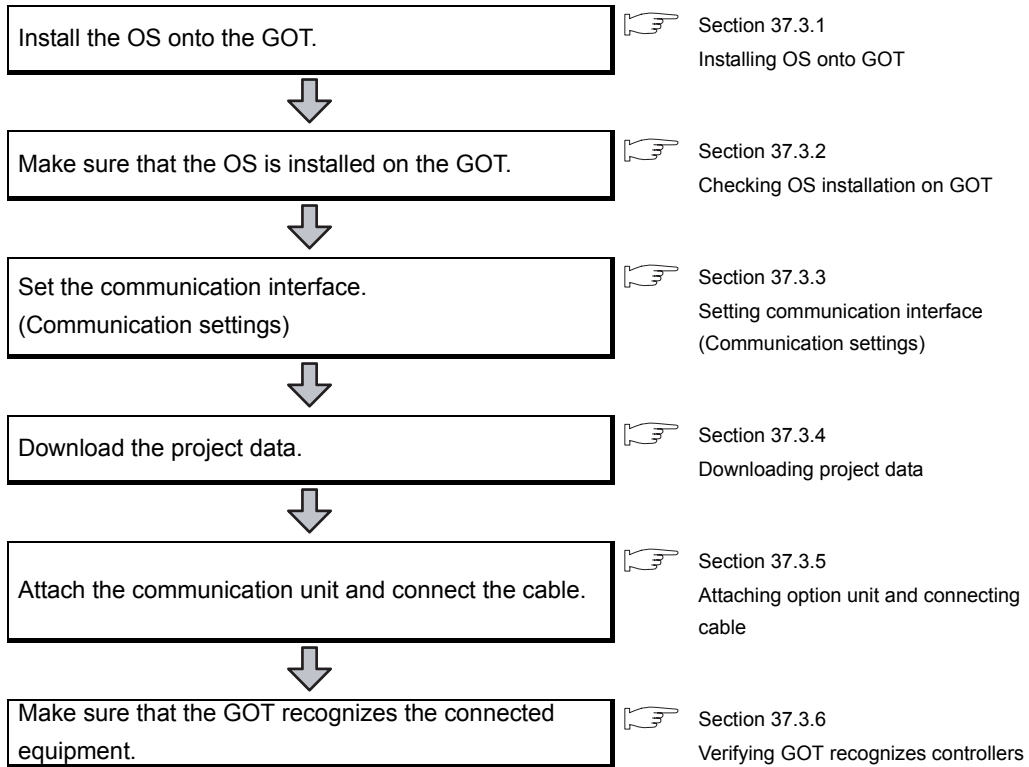 Install the OS onto the GOT.
Section 37.3.1
Installing OS onto GOT
Make sure that the OS is installed on the GOT.
Section 37.3.2
Checking OS installation on GOT
Set the communication interface.
(Communication settings)
Section 37.3.3
Setting communication interface
(Communication settings)
Download the project data.
Section 37.3.4
Downloading project data
Attach the communication unit and connect the cable.
Section 37.3.5
Attaching option unit and connecting
cable
Make sure that the GOT recognizes the connected
equipment.
Section 37.3.6
Verifying GOT recognizes controllers